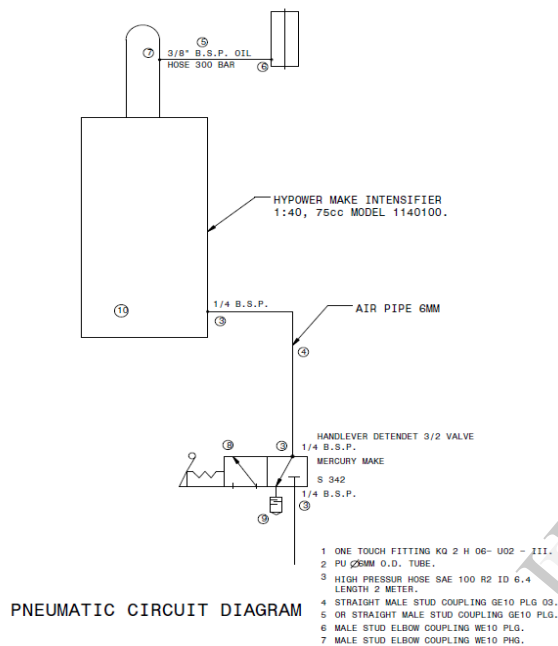 5
7
3/8" B.S.P. OIL
HOSE 300 BAR
6
HYPOWER MAKE INTENSIFIER
1:40, 75cc MODEL 1140100.
10
1/4 B.S.P.
3
AIR PIPE 6MM
4
HANDLEVER DETENDET 3/2 VALVE
8
3
1/4 B.S.P.
MERCURY MAKE
S 342
1/4 B.S.P.
3
9
1 ONE TOUCH FITTING KQ 2 H 06- U02 - III.
2 PU Ø6MM O.D. TUBE.
3 HIGH PRESSUR HOSE SAE 100 R2 ID 6.4
LENGTH 2 METER.
4 STRAIGHT MALE STUD COUPLING GE10 PLG 03.
5 OR STRAIGHT MALE STUD COUPLING GE10 PLG.
6 MALE STUD ELBOW COUPLING WE10 PLG.
7 MALE STUD ELBOW COUPLING WE10 PHG.
PNEUMATIC CIRCUIT DIAGRAM